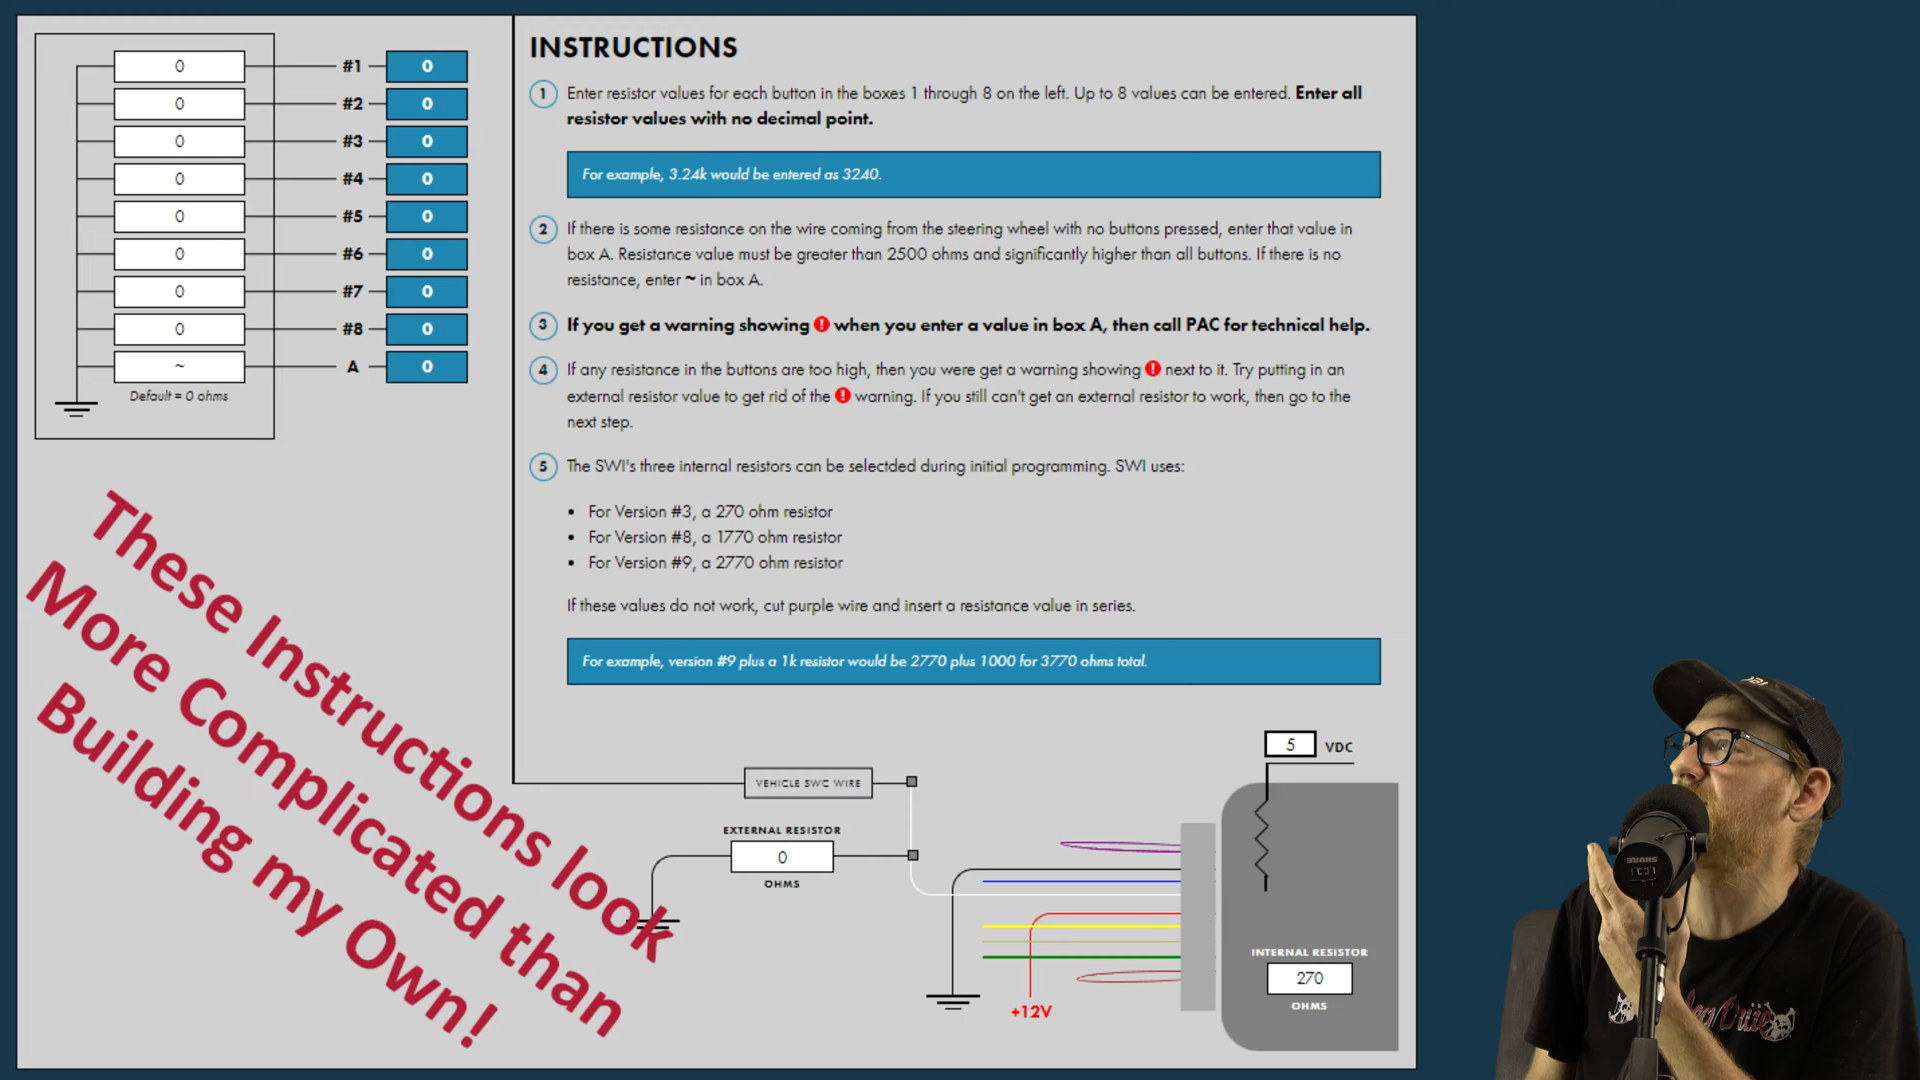 0 #1 0
0 #2 0
0 #3 0
0 #4 0
0 #5 0
0 #6 0
0 #7 0
0 #8 0
~ A 0
Default = 0 ohms
INSTRUCTIONS
1 Enter resistor values for each button in the boxes 1 through 8 on the left. Up to 8 values can be entered. Enter all
resistor values with no decimal point.
For example, 3.24k would be entered as 3240.
2 If there is some resistance on the wire coming from the steering wheel with no buttons pressed, enter that value in
box A. Resistance value must be greater than 2500 ohms and significantly higher than all buttons. If there is no
resistance, enter ~ in box A.
3 If you get a warning showing ! when you enter a value in box A, then call PAC for technical help.
4 If any resistance in the buttons are too high, then you were get a warning showing ! next to it. Try putting in an
external resistor value to get rid of the ! warning. If you still can't get an external resistor to work, then go to the
next step.
5 The SWI's three internal resistors can be selectded during initial programming. SWI uses:
• For Version #3, a 270 ohm resistor
• For Version #8, a 1770 ohm resistor
• For Version #9, a 2770 ohm resistor
If these values do not work, cut purple wire and insert a resistance value in series.
For example, version #9 plus a 1k resistor would be 2770 plus 1000 for 3770 ohms total.
These Instructions look
More Complicated than
Building my Own!
VEHICLE SWC WIRE
EXTERNAL RESISTOR
0
OHMS
+12V
5 VDC
INTERNAL RESISTOR
270
OHMS